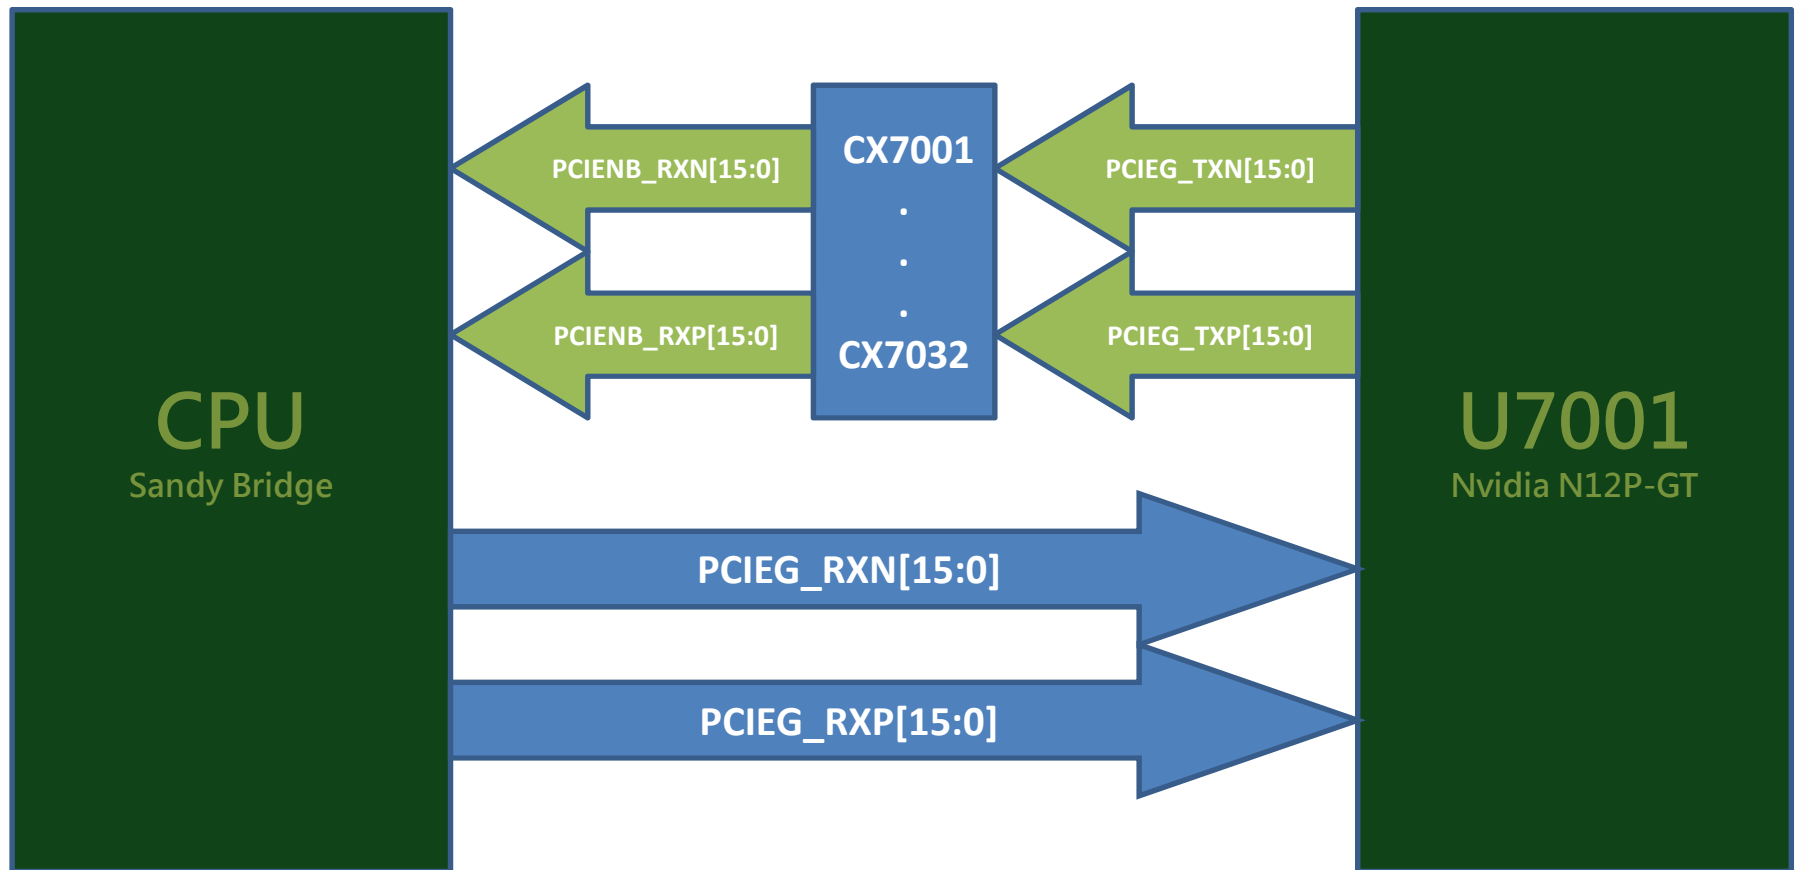 CPU
Sandy Bridge
PCIENB_RXN[15:0]
PCIENB_RXP[15:0]
CX7001
.
.
.
CX7032
PCIEG_TXN[15:0]
PCIEG_TXP[15:0]
U7001
Nvidia N12P-GT
PCIEG_RXN[15:0]
PCIEG_RXP[15:0]